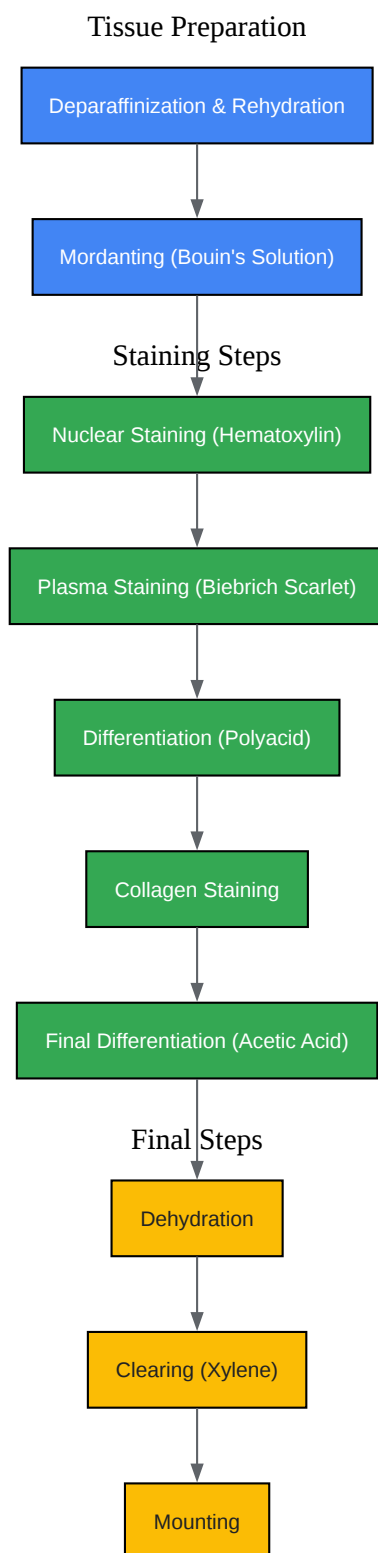 Tissue Preparation
Deparaffinization & Rehydration
Mordanting (Bouin's Solution)
Staining Steps
Nuclear Staining (Hematoxylin)
Plasma Staining (Biebrich Scarlet)
Differentiation (Polyacid)
Collagen Staining
Final Differentiation (Acetic Acid)
Final Steps
Dehydration
Clearing (Xylene)
Mounting